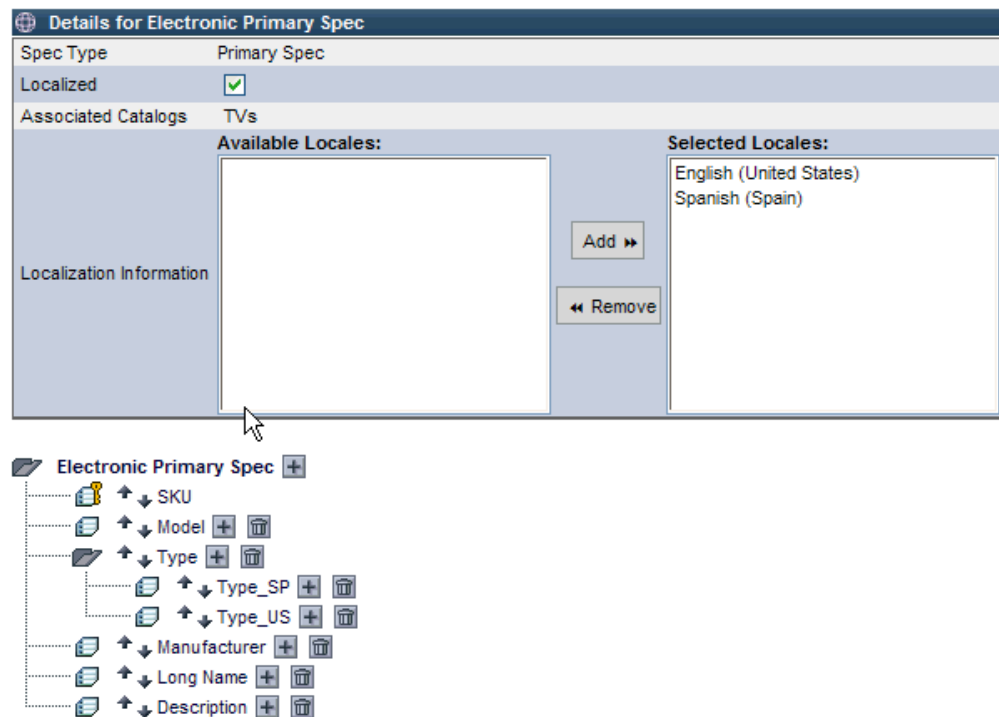 Details for Electronic Primary Spec
Spec Type Primary Spec
Localized
Associated Catalogs TVs
Available Locales: Selected Locales:
English (United States)
Spanish (Spain)
Add
Localization Information
Remove
Electronic Primary Spec
SKU
Model
Type
Type_SP
Type_US
Manufacturer
Long Name
Description